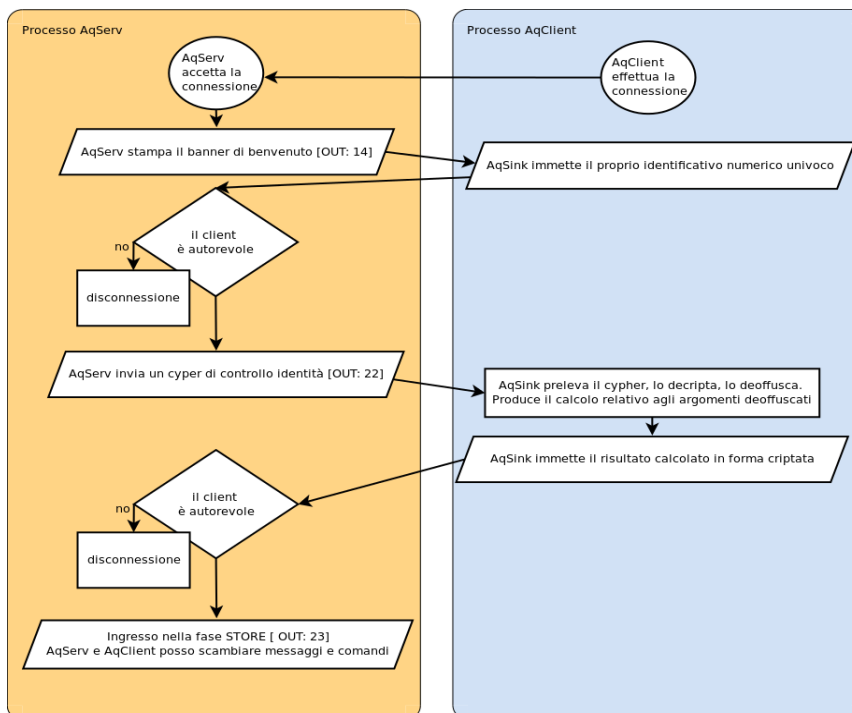 Processo AqServ
Processo AqClient
AqServ
accetta la
connessione
AqClient
effettua la
connessione
AqServ stampa il banner di benvenuto [OUT: 14]
AqSink immette il proprio identificativo numerico univoco
il client
è autorevole
no
disconnessione
AqServ invia un cyper di controllo identità [OUT: 22]
AqSink preleva il cypher, lo decripta, lo deoffusca.
Produce il calcolo relativo agli argomenti deoffuscati
AqSink immette il risultato calcolato in forma criptata
il client
è autorevole
no
disconnessione
Ingresso nella fase STORE [ OUT: 23]
AqServ e AqClient posso scambiare messaggi e comandi